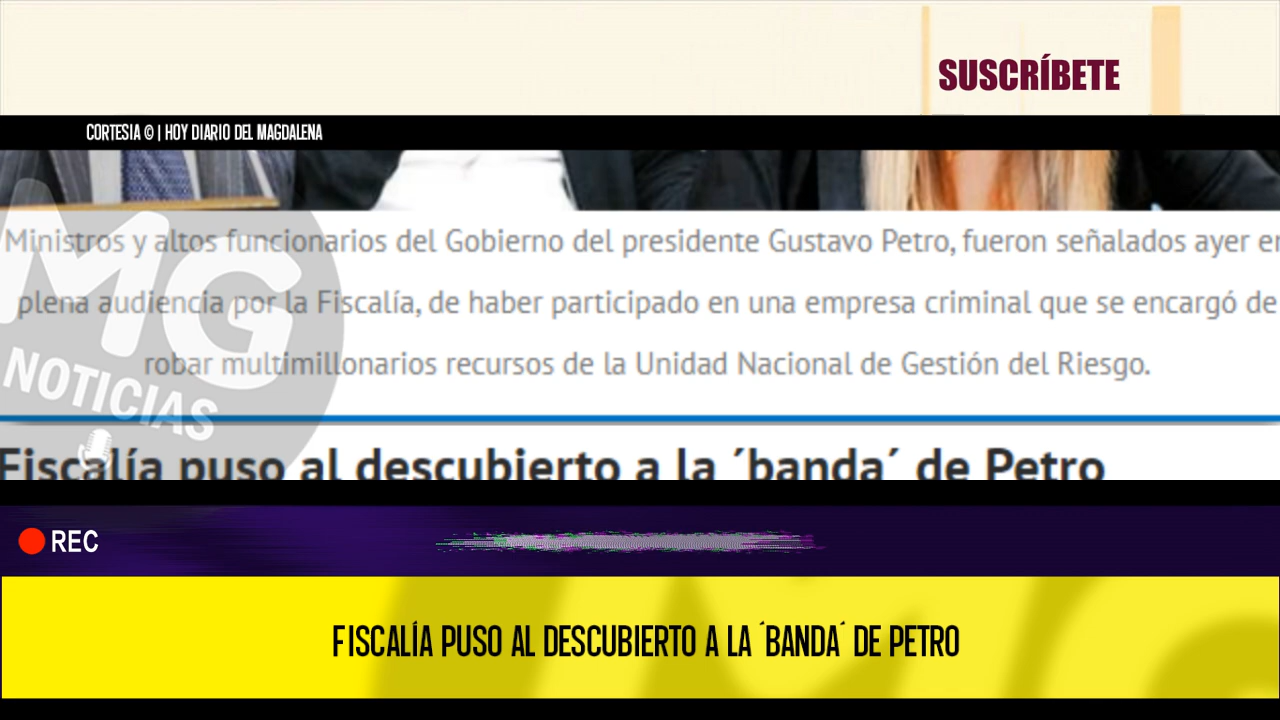 SUSCRÍBETE
CORTESIA © | HOY DIARIO DEL MAGDALENA
Ministros y altos funcionarios del Gobierno del presidente Gustavo Petro, fueron señalados ayer en
plena audiencia por la Fiscalía, de haber participado en una empresa criminal que se encargó de
robar multimillonarios recursos de la Unidad Nacional de Gestión del Riesgo.
MG
NOTICIAS
Fiscalía puso al descubierto a la ´banda´ de Petro
REC
FISCALÍA PUSO AL DESCUBIERTO A LA ´BANDA´ DE PETRO